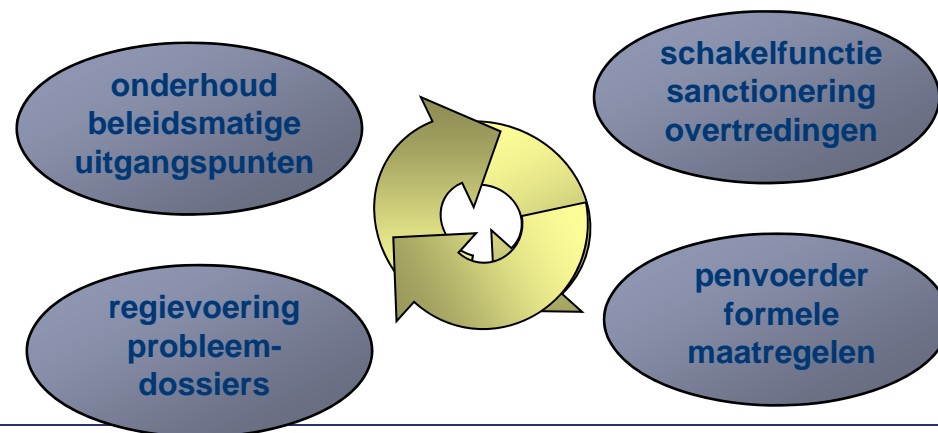 onderhoud
beleidsmatige
uitgangspunten
schakelfunctie
sanctionering
overtredingen
regievoering
probleem-
dossiers
penvoerder
formele
maatregelen